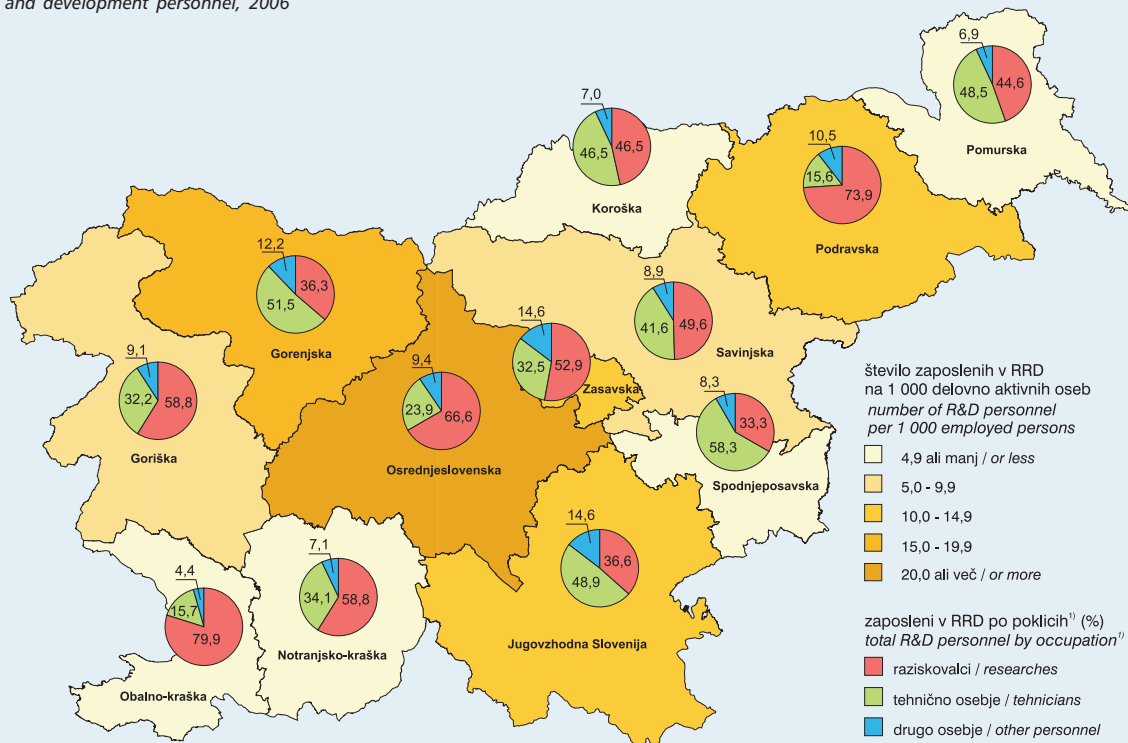 and development personnel, 2006
6,9
48,5
44,6
Pomurska
7,0
46,5
46,5
Koroška
10,5
15,6
73,9
Podravska
12,2
36,3
51,5
Gorenjska
8,9
41,6
49,6
Savinjska
14,6
32,5
52,9
Zasavska
9,1
32,2
58,8
Goriška
9,4
23,9
66,6
Osrednjeslovenska
8,3
33,3
58,3
Spodnjeposavska
14,6
36,6
48,9
Jugovzhodna Slovenija
7,1
34,1
58,8
Notranjsko-kraška
4,4
15,7
79,9
Obalno-kraška
število zaposlenih v RRD
na 1 000 delovno aktivnih oseb
number of R&D personnel
per 1 000 employed persons
4,9 ali manj / or less
5,0 - 9,9
10,0 - 14,9
15,0 - 19,9
20,0 ali več / or more
zaposleni v RRD po poklicih¹⁾ (%)
total R&D personnel by occupation¹⁾
raziskovalci / researches
tehnično osebje / tehnicians
drugo osebje / other personnel